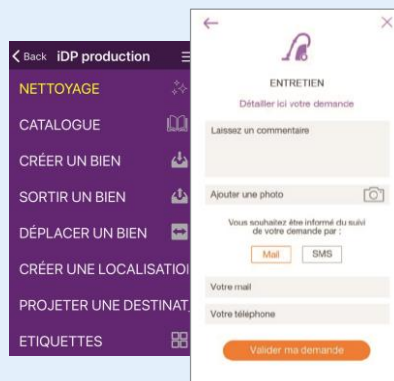 Back iDP production
NETTOYAGE
CATALOGUE
CRÉER UN BIEN
SORTIR UN BIEN
DÉPLACER UN BIEN
CRÉER UNE LOCALISATIO
PROJETER UNE DESTINAT
ETIQUETTES
ENTRETIEN
Détailler ici votre demande
Laissez un commentaire
Ajouter une photo
Vous souhaitez être informé du suivi
de votre demande par :
Mail SMS
Votre mail
Votre téléphone
Valider ma demande